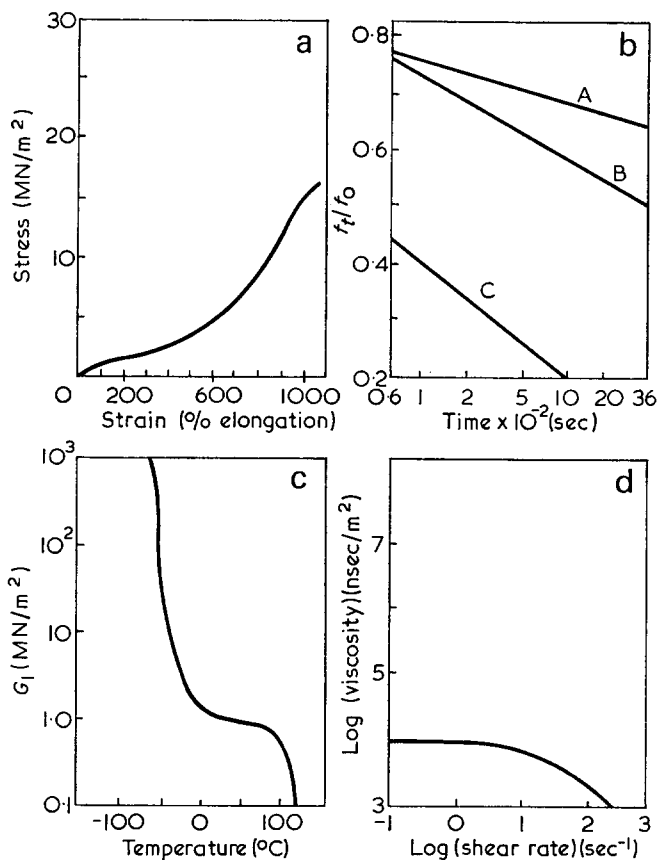 a
Stress (MN/m²)
30
20
10
0
200
600
1000
Strain (% elongation)
b
fₜ/f₀
0·8
0·6
0·4
0·2
A
B
C
0·6
1
2
5
10
20
36
Time x 10⁻² (sec)
c
G₁ (MN/m²)
10³
10²
10
1·0
0·1
-100
0
100
Temperature (°C)
d
Log (viscosity) (nsec/m²)
7
5
3
-1
0
1
2
3
Log (shear rate) (sec⁻¹)